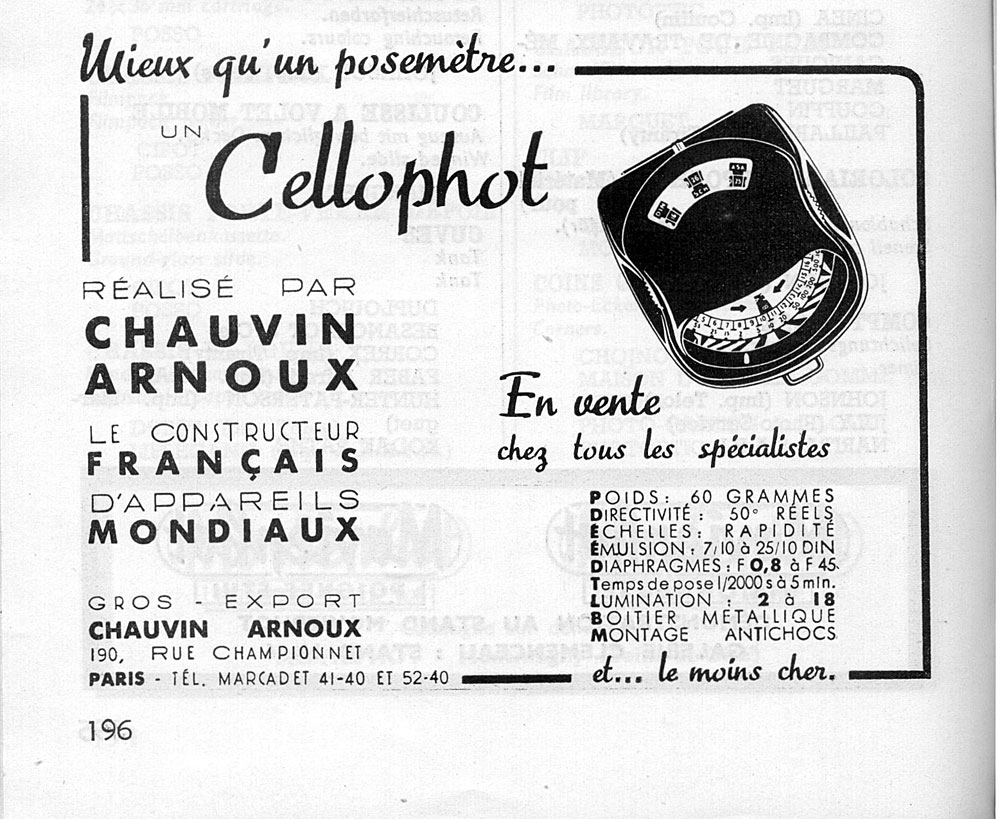 Mieux qu'un posemètre...
UN
Cellophot
RÉALISÉ PAR
CHAUVIN
ARNOUX
LE CONSTRUCTEUR
FRANÇAIS
D'APPAREILS
MONDIAUX
GROS - EXPORT
CHAUVIN ARNOUX
190, RUE CHAMPIONNET
PARIS - TÉL. MARCADET 41-40 ET 52-40
En vente
chez tous les spécialistes
POIDS: 60 GRAMMES
DIRECTIVITÉ: 50° RÉELS
ÉCHELLES: RAPIDITÉ
ÉMULSION: 7/10 à 25/10 DIN
DIAPHRAGMES: F 0,8 à F 45
Temps de pose 1/2000 s à 5 min.
LUMINATION: 2 à 18
BOITIER MÉTALLIQUE
MONTAGE ANTICHOCS
et... le moins cher.
196